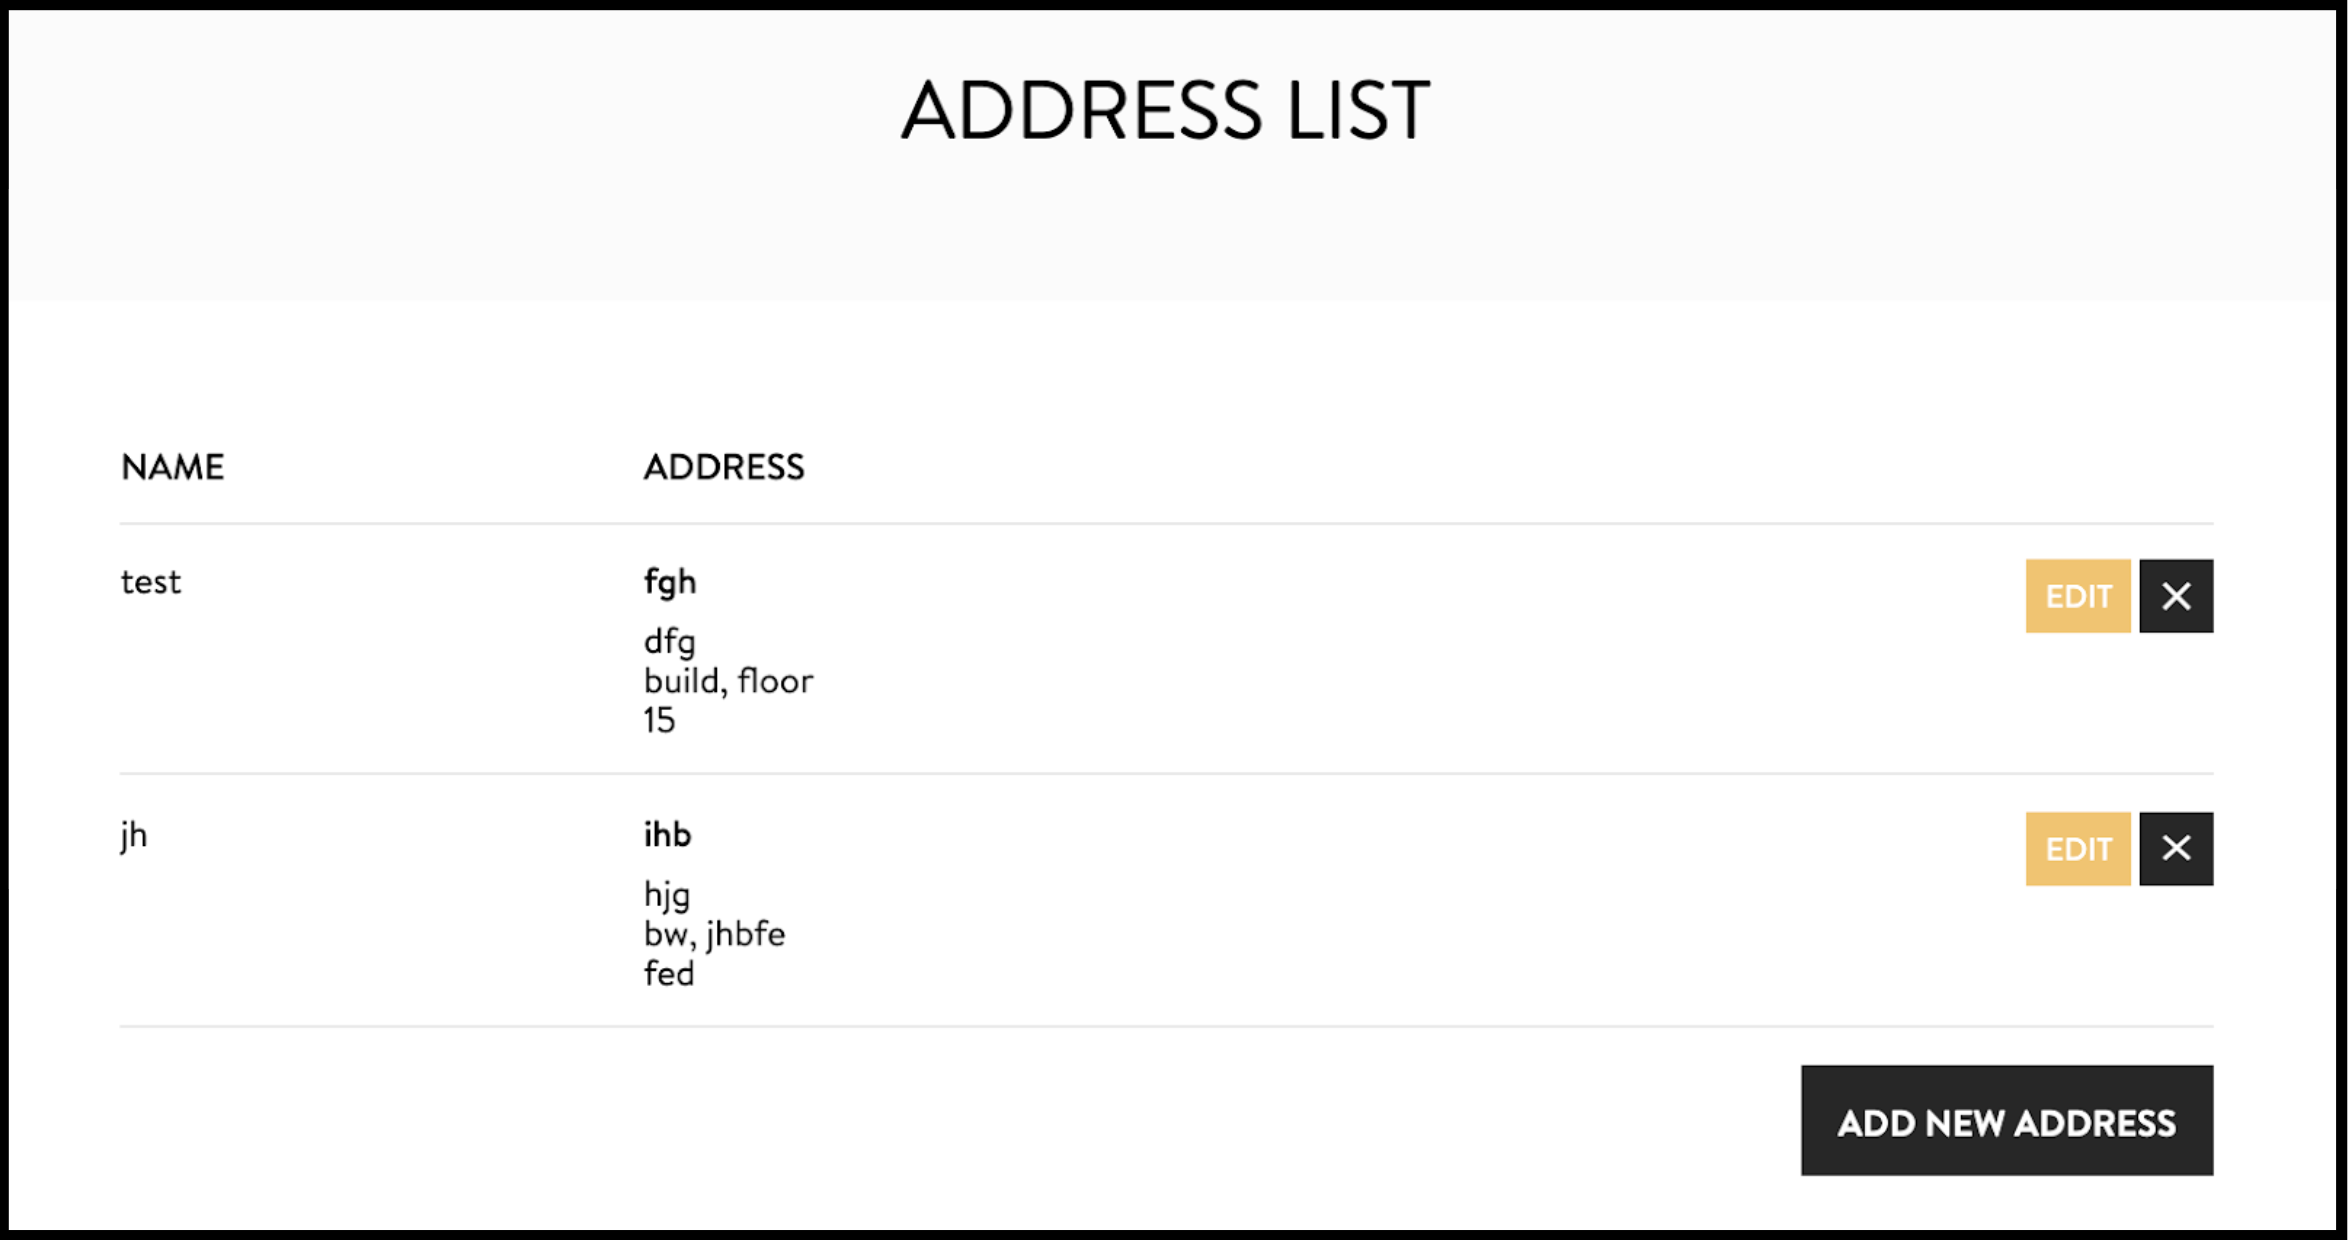 ADDRESS LIST
NAME ADDRESS
test fgh EDIT ×
dfg
build, floor
15
jh ihb EDIT ×
hjg
bw, jhbfe
fed
ADD NEW ADDRESS